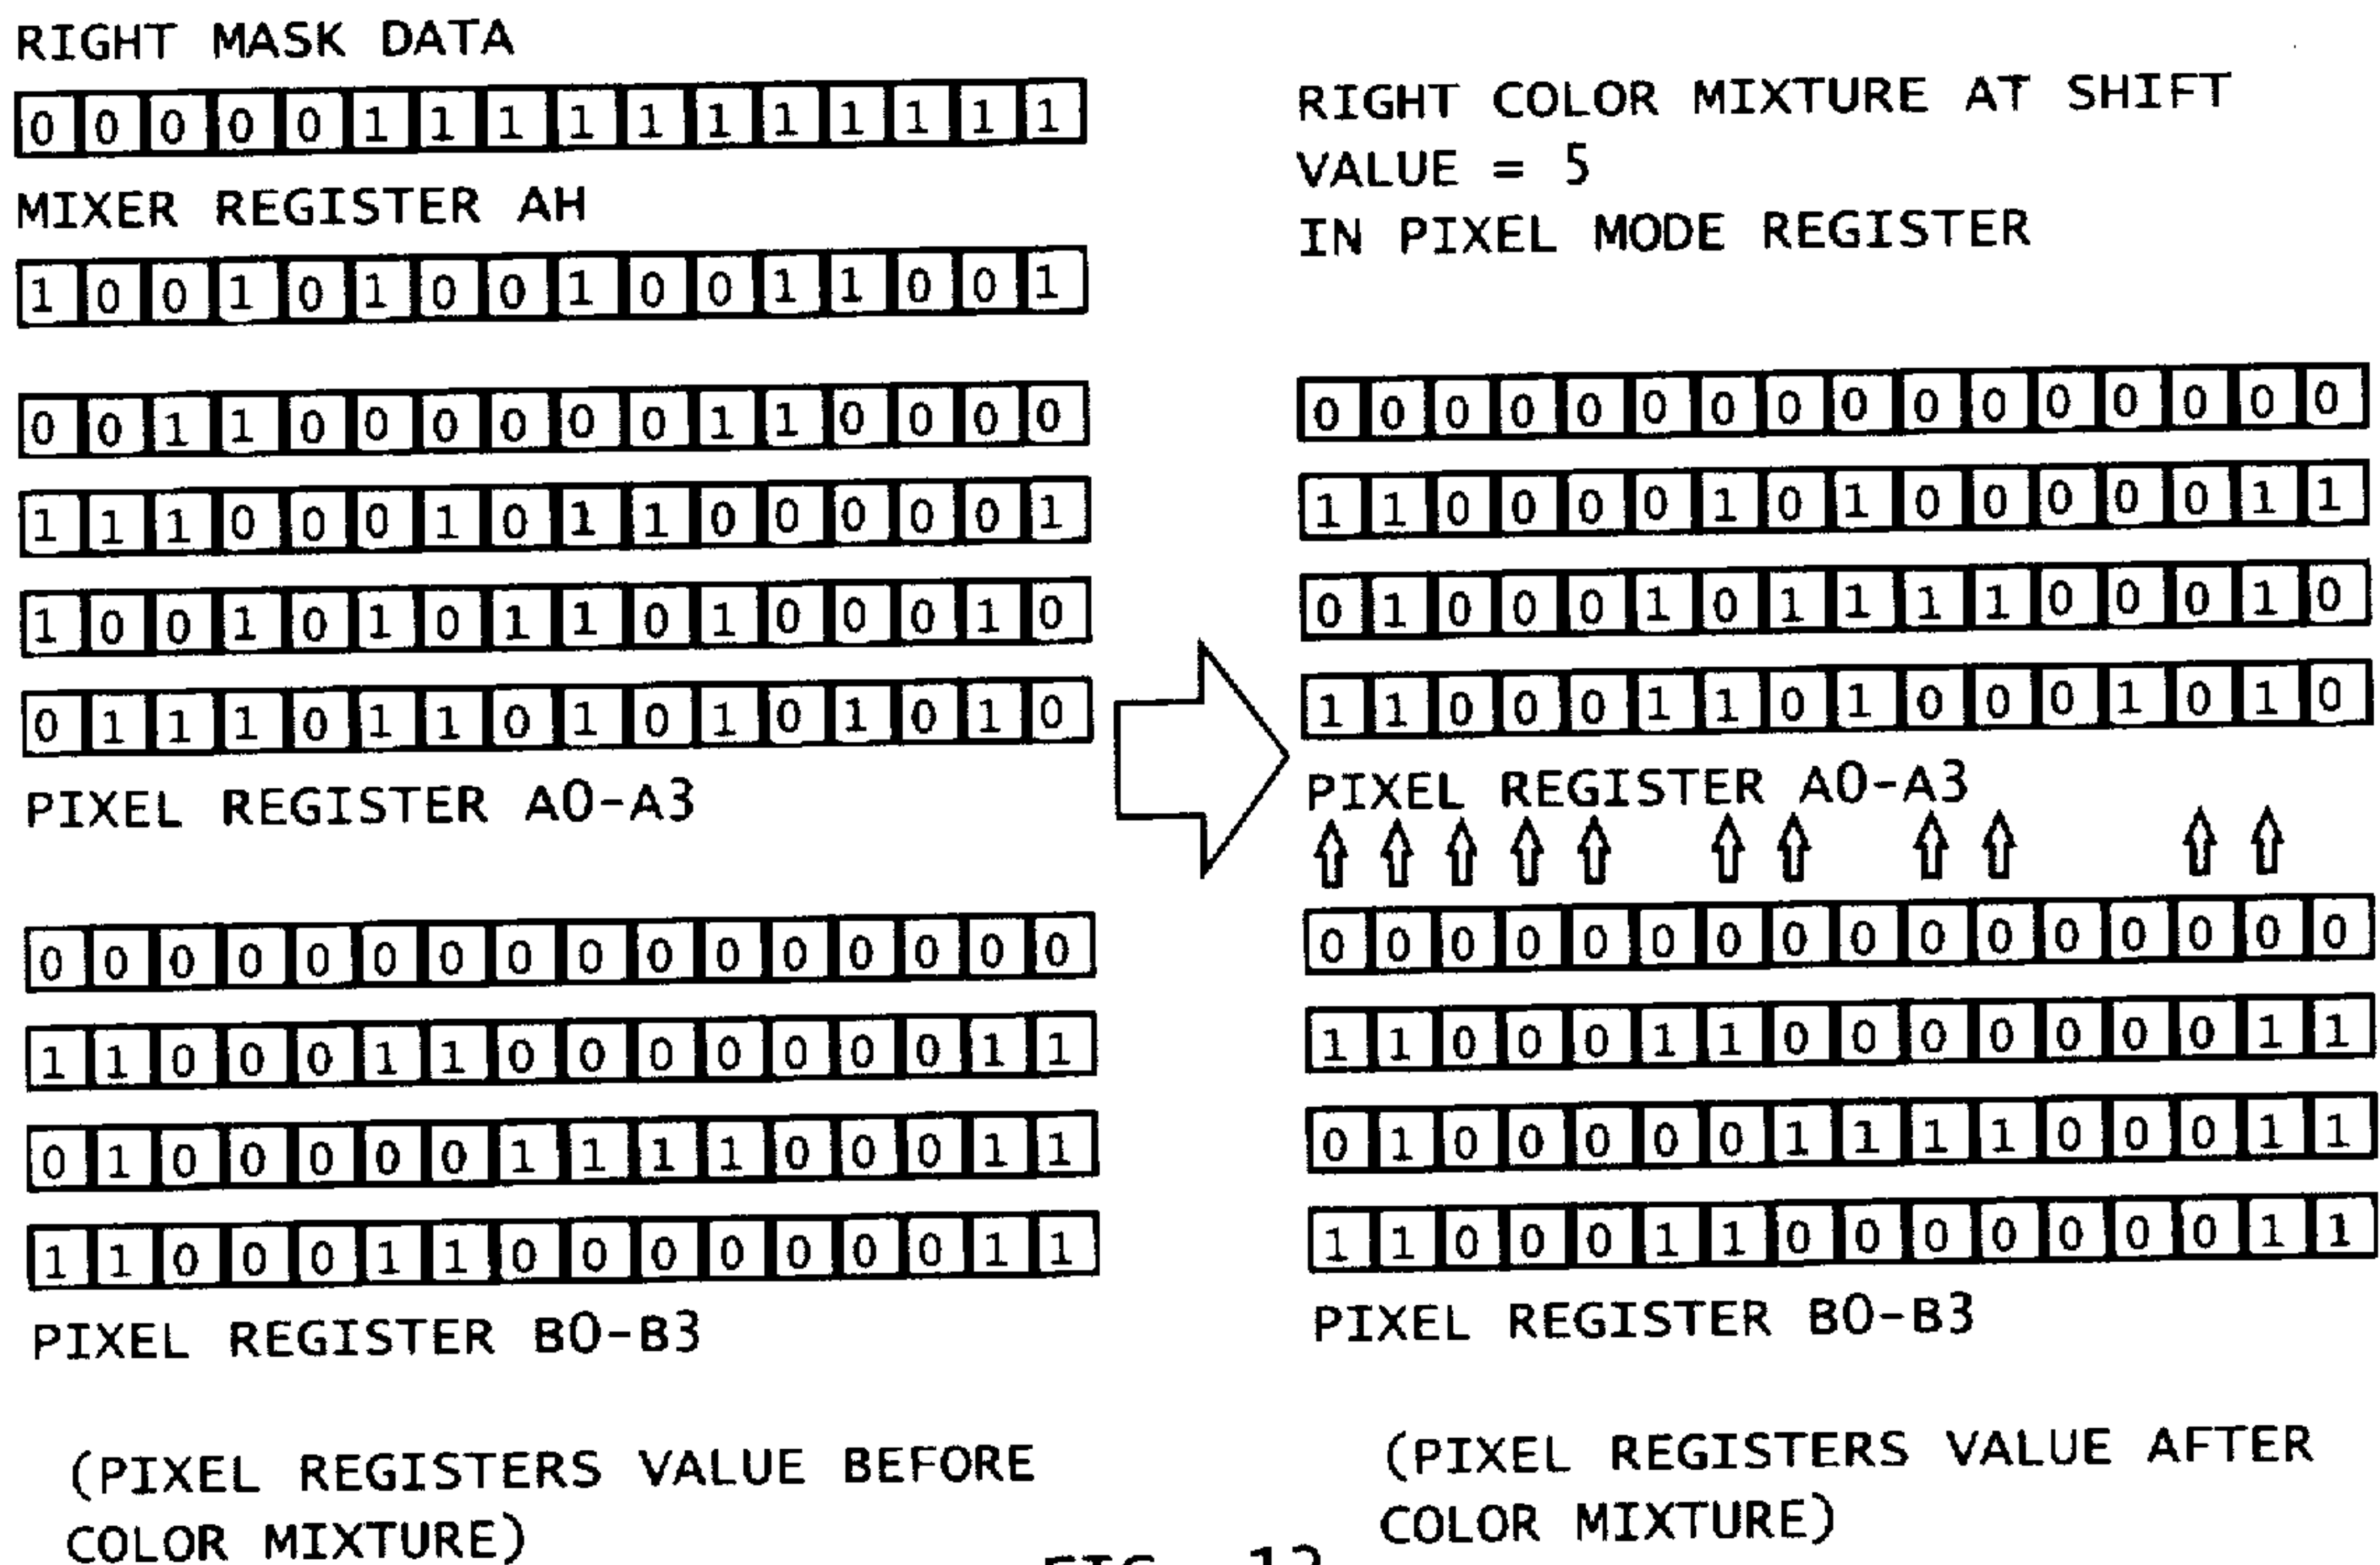 RIGHT MASK DATA
0 0 0 0 0 1 1 1 1 1 1 1 1 1 1 1
MIXER REGISTER AH
1 0 0 1 0 1 0 0 1 0 0 1 1 0 0 1
0 0 1 1 0 0 0 0 0 0 1 1 0 0 0 0
1 1 1 0 0 0 1 0 1 1 0 0 0 0 0 1
1 0 0 1 0 1 0 1 1 0 1 0 0 0 1 0
0 1 1 1 0 1 1 0 1 0 1 0 1 0 1 0
PIXEL REGISTER A0-A3
0 0 0 0 0 0 0 0 0 0 0 0 0 0 0 0
1 1 0 0 0 1 1 0 0 0 0 0 0 0 1 1
0 1 0 0 0 0 0 1 1 1 1 0 0 0 1 1
1 1 0 0 0 1 1 0 0 0 0 0 0 0 1 1
PIXEL REGISTER B0-B3
(PIXEL REGISTERS VALUE BEFORE
COLOR MIXTURE)
RIGHT COLOR MIXTURE AT SHIFT
VALUE = 5
IN PIXEL MODE REGISTER
0 0 0 0 0 0 0 0 0 0 0 0 0 0 0 0
1 1 0 0 0 0 1 0 1 0 0 0 0 0 1 1
0 1 0 0 0 1 0 1 1 1 1 0 0 0 1 0
1 1 0 0 0 1 1 0 1 0 0 0 1 0 1 0
PIXEL REGISTER A0-A3
0 0 0 0 0 0 0 0 0 0 0 0 0 0 0 0
1 1 0 0 0 1 1 0 0 0 0 0 0 0 1 1
0 1 0 0 0 0 0 1 1 1 1 0 0 0 1 1
1 1 0 0 0 1 1 0 0 0 0 0 0 0 1 1
PIXEL REGISTER B0-B3
(PIXEL REGISTERS VALUE AFTER
COLOR MIXTURE)